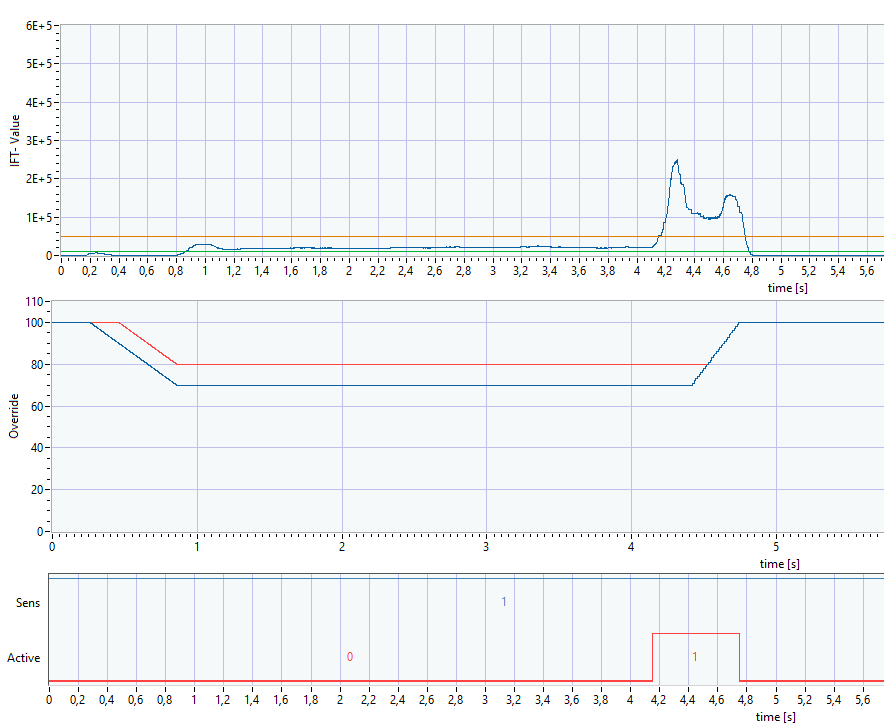 6E+5
5E+5
4E+5
3E+5
2E+5
1E+5
0
IFT- Value
0 0,2 0,4 0,6 0,8 1 1,2 1,4 1,6 1,8 2 2,2 2,4 2,6 2,8 3 3,2 3,4 3,6 3,8 4 4,2 4,4 4,6 4,8 5 5,2 5,4 5,6
time [s]
110
100
80
60
40
20
0
Override
0 1 2 3 4 5
time [s]
Sens 1
Active 0 1
0 0,2 0,4 0,6 0,8 1 1,2 1,4 1,6 1,8 2 2,2 2,4 2,6 2,8 3 3,2 3,4 3,6 3,8 4 4,2 4,4 4,6 4,8 5 5,2 5,4 5,6
time [s]